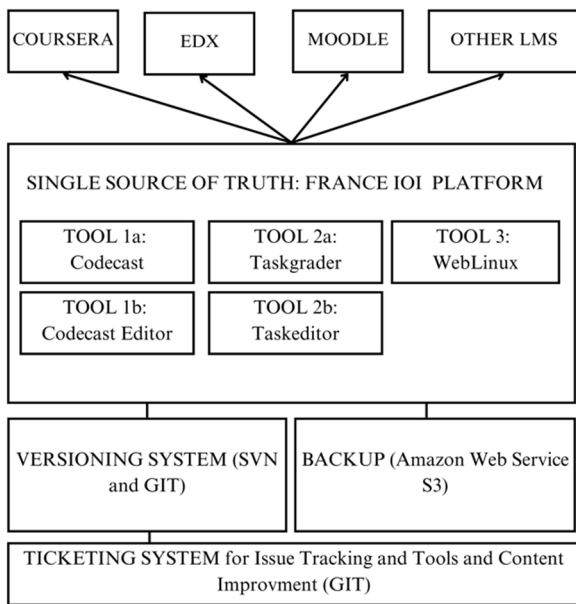 COURSERA
EDX
MOODLE
OTHER LMS
SINGLE SOURCE OF TRUTH: FRANCE IOI PLATFORM
TOOL 1a:
Codecast
TOOL 2a:
Taskgrader
TOOL 3:
WebLinux
TOOL 1b:
Codecast Editor
TOOL 2b:
Taskeditor
VERSIONING SYSTEM (SVN
and GIT)
BACKUP (Amazon Web Service
S3)
TICKETING SYSTEM for Issue Tracking and Tools and Content
Improvment (GIT)